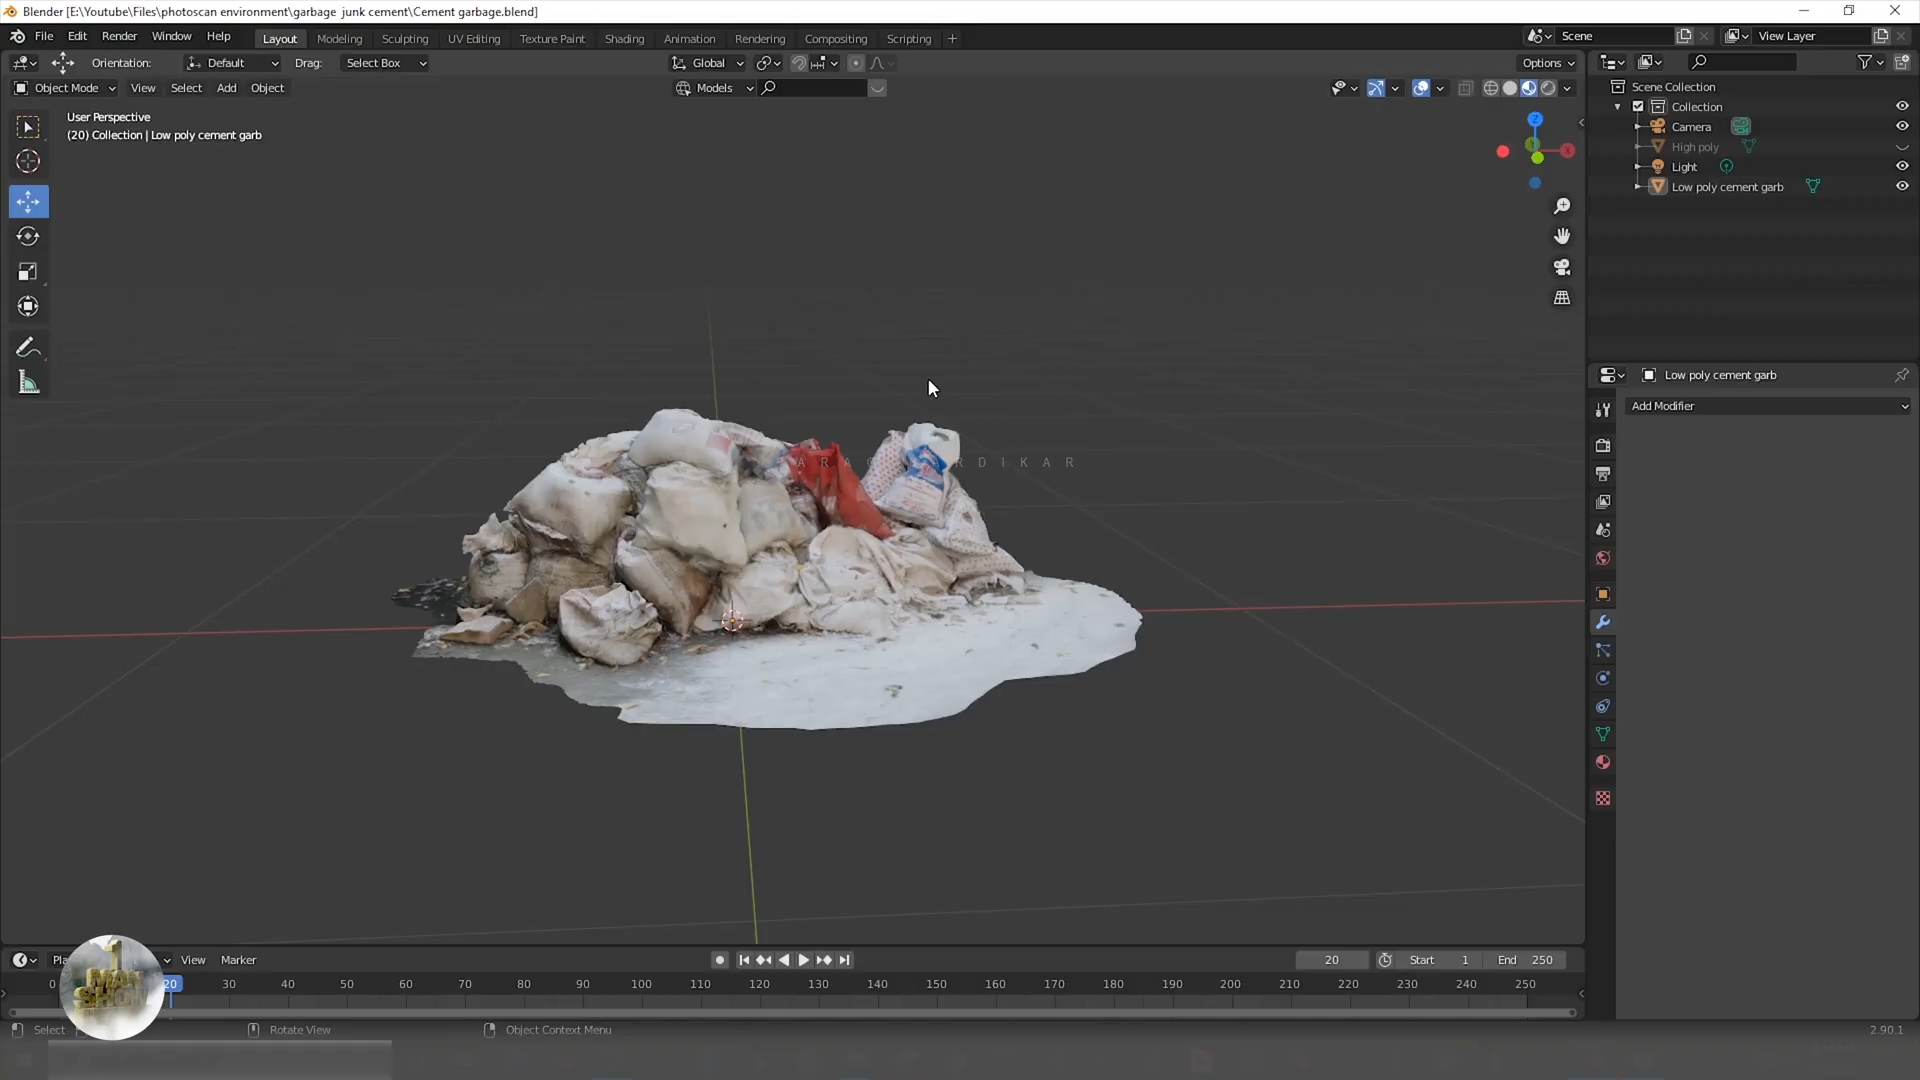 Blender [E:\Youtube\Files\photoscan environment\garbage  junk cement\Cement garbage.blend]
File Edit Render Window Help Layout Modeling Sculpting UV Editing Texture Paint Shading Animation Rendering Compositing Scripting + Scene View Layer
Orientation: Default Drag: Select Box Global Options
Object Mode View Select Add Object Models
User Perspective
(20) Collection | Low poly cement garb
Z
X
Scene Collection
Collection
Camera
High poly
Light
Low poly cement garb
Low poly cement garb
Add Modifier
View Marker 20 Start 1 End 250
0 20 30 40 50 60 70 80 90 100 110 120 130 140 150 160 170 180 190 200 210 220 230 240 250
Select Rotate View Object Context Menu 2.90.1